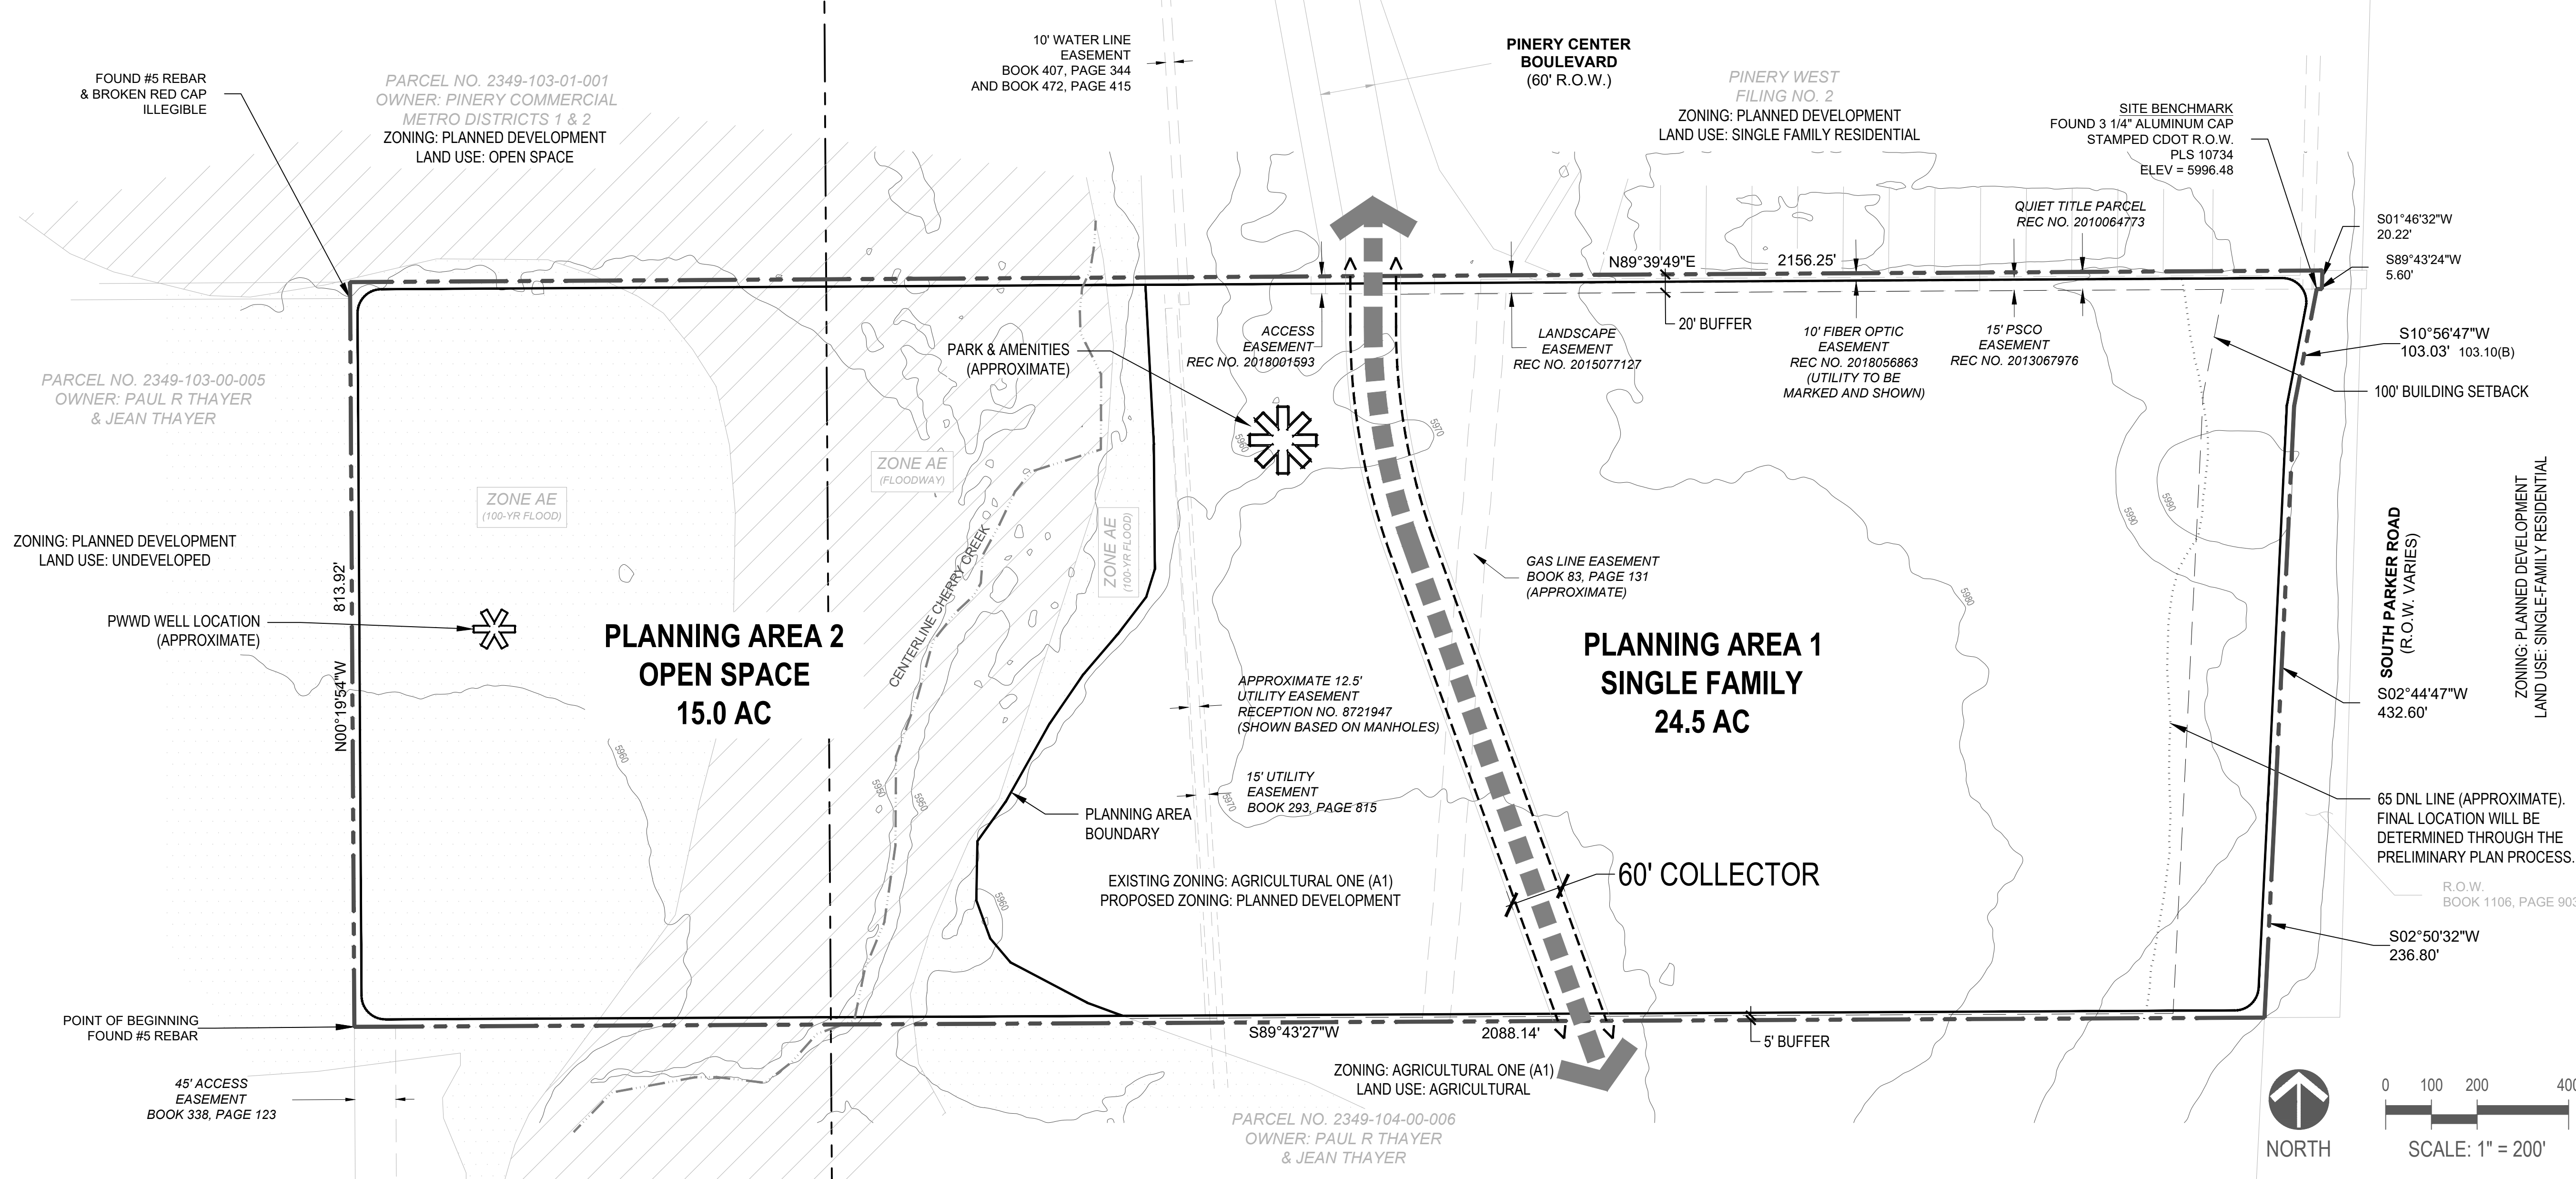 FOUND #5 REBAR
& BROKEN RED CAP
ILLEGIBLE
PARCEL NO. 2349-103-01-001
OWNER: PINERY COMMERCIAL
METRO DISTRICTS 1 & 2
ZONING: PLANNED DEVELOPMENT
LAND USE: OPEN SPACE
10' WATER LINE
EASEMENT
BOOK 407, PAGE 344
AND BOOK 472, PAGE 415
PINERY CENTER
BOULEVARD
(60' R.O.W.)
PINERY WEST
FILING NO. 2
ZONING: PLANNED DEVELOPMENT
LAND USE: SINGLE FAMILY RESIDENTIAL
SITE BENCHMARK
FOUND 3 1/4" ALUMINUM CAP
STAMPED CDOT R.O.W.
PLS 10734
ELEV = 5996.48
QUIET TITLE PARCEL
REC NO. 2010064773
S01°46'32"W
20.22'
S89°43'24"W
5.60'
N89°39'49"E
2156.25'
20' BUFFER
ACCESS
EASEMENT
REC NO. 2018001593
LANDSCAPE
EASEMENT
REC NO. 2015077127
10' FIBER OPTIC
EASEMENT
REC NO. 2018056863
(UTILITY TO BE
MARKED AND SHOWN)
15' PSCO
EASEMENT
REC NO. 2013067976
S10°56'47"W
103.03' 103.10(B)
100' BUILDING SETBACK
PARK & AMENITIES
(APPROXIMATE)
PARCEL NO. 2349-103-00-005
OWNER: PAUL R THAYER
& JEAN THAYER
ZONING: PLANNED DEVELOPMENT
LAND USE: UNDEVELOPED
PWWD WELL LOCATION
(APPROXIMATE)
813.92'
N00°19'54"W
ZONE AE
(100-YR FLOOD)
ZONE AE
(FLOODWAY)
ZONE AE
(100-YR FLOOD)
CENTERLINE CHERRY CREEK
5960
5970
5990
5990
5980
PLANNING AREA 2
OPEN SPACE
15.0 AC
PLANNING AREA 1
SINGLE FAMILY
24.5 AC
GAS LINE EASEMENT
BOOK 83, PAGE 131
(APPROXIMATE)
APPROXIMATE 12.5'
UTILITY EASEMENT
RECEPTION NO. 8721947
(SHOWN BASED ON MANHOLES)
15' UTILITY
EASEMENT
BOOK 293, PAGE 815
5960
5950
5950
5970
5960
PLANNING AREA
BOUNDARY
EXISTING ZONING: AGRICULTURAL ONE (A1)
PROPOSED ZONING: PLANNED DEVELOPMENT
60' COLLECTOR
SOUTH PARKER ROAD
(R.O.W. VARIES)
ZONING: PLANNED DEVELOPMENT
LAND USE: SINGLE-FAMILY RESIDENTIAL
S02°44'47"W
432.60'
65 DNL LINE (APPROXIMATE).
FINAL LOCATION WILL BE
DETERMINED THROUGH THE
PRELIMINARY PLAN PROCESS.
R.O.W.
BOOK 1106, PAGE 903
S02°50'32"W
236.80'
POINT OF BEGINNING
FOUND #5 REBAR
45' ACCESS
EASEMENT
BOOK 338, PAGE 123
S89°43'27"W
2088.14'
5' BUFFER
ZONING: AGRICULTURAL ONE (A1)
LAND USE: AGRICULTURAL
PARCEL NO. 2349-104-00-006
OWNER: PAUL R THAYER
& JEAN THAYER
NORTH
0 100 200 400
SCALE: 1" = 200'